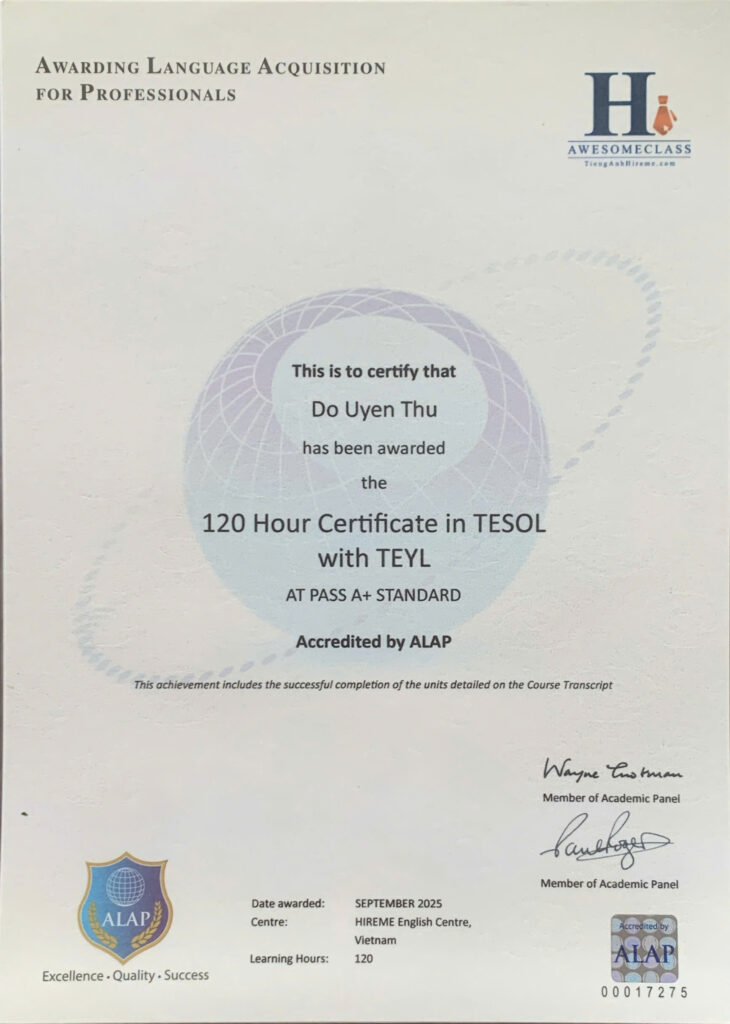 AWARDING LANGUAGE ACQUISITION
FOR PROFESSIONALS
H
AWESOMECLASS
TiengAnhHireme.com
This is to certify that
Do Uyen Thu
has been awarded
the
120 Hour Certificate in TESOL
with TEYL
AT PASS A+ STANDARD
Accredited by ALAP
This achievement includes the successful completion of the units detailed on the Course Transcript
Wayne Trotman
Member of Academic Panel
Member of Academic Panel
ALAP
Excellence • Quality • Success
Date awarded: SEPTEMBER 2025
Centre: HIREME English Centre,
Vietnam
Learning Hours: 120
Accredited by
ALAP
00017275